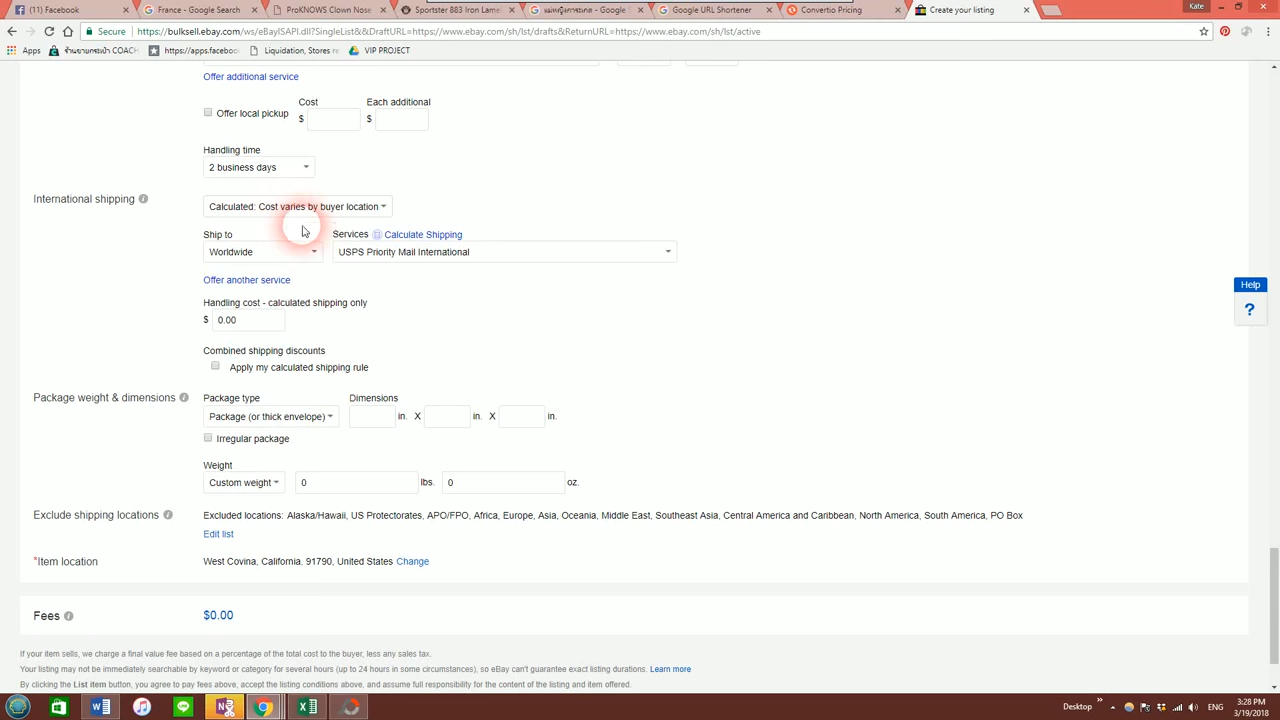 Facebook
France - Google Search
ProKNOWS Clown Nose
Sportster 883 Iron Lamel
Google S
Google URL Shortener
Convertio Pricing
Create your listing
Kate
Secure
https://bulksell.ebay.com/ws/eBayISAPI.dll?SingleList&&DraftURL=https://www.ebay.com/sh/lst/drafts&ReturnURL=https://www.ebay.com/sh/lst/active
Apps
https://apps.facebook
Liquidation, Stores re
VIP PROJECT
Offer additional service
Cost
Each additional
Offer local pickup
$
$
Handling time
2 business days
International shipping
Calculated: Cost varies by buyer location
Ship to
Services
Calculate Shipping
Worldwide
USPS Priority Mail International
Offer another service
Handling cost - calculated shipping only
$ 0.00
Combined shipping discounts
Apply my calculated shipping rule
Package weight & dimensions
Package type
Dimensions
Package (or thick envelope)
in. X in. X in.
Irregular package
Weight
Custom weight
0 lbs. 0 oz.
Exclude shipping locations
Excluded locations: Alaska/Hawaii, US Protectorates, APO/FPO, Africa, Europe, Asia, Oceania, Middle East, Southeast Asia, Central America and Caribbean, North America, South America, PO Box
Edit list
*Item location
West Covina, California. 91790, United States Change
Fees
$0.00
If your item sells, we charge a final value fee based on a percentage of the total cost to the buyer, less any sales tax.
Your listing may not be immediately searchable by keyword or category for several hours (up to 24 hours in some circumstances), so eBay can't guarantee exact listing durations. Learn more
By clicking the List item button, you agree to pay fees above, accept the listing conditions above, and assume full responsibility for the content of the listing and item offered.
Help
?
Desktop
ENG
3:28 PM
3/19/2018